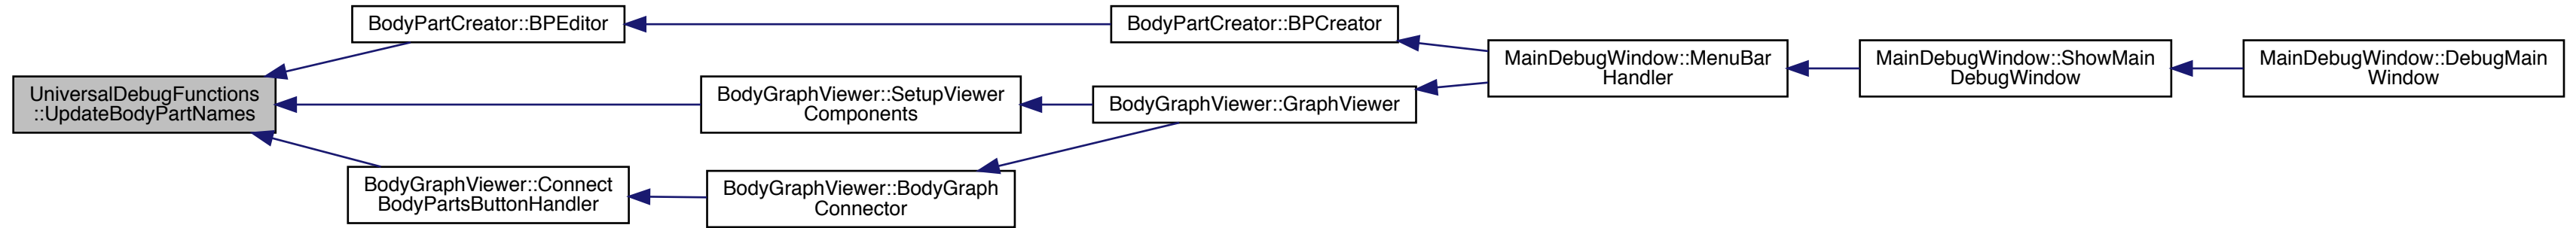 UniversalDebugFunctions
::UpdateBodyPartNames
BodyPartCreator::BPEditor
BodyPartCreator::BPCreator
MainDebugWindow::MenuBar
Handler
MainDebugWindow::ShowMain
DebugWindow
MainDebugWindow::DebugMain
Window
BodyGraphViewer::SetupViewer
Components
BodyGraphViewer::GraphViewer
BodyGraphViewer::Connect
BodyPartsButtonHandler
BodyGraphViewer::BodyGraph
Connector